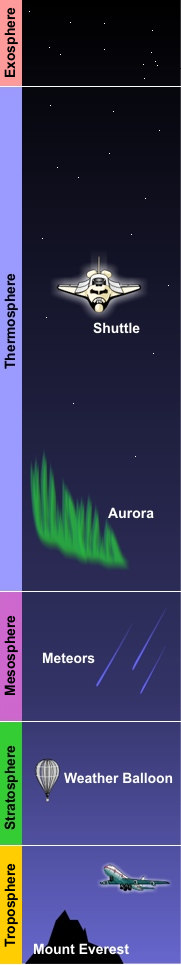 Exosphere
Thermosphere
Shuttle
Aurora
Mesosphere
Meteors
Stratosphere
Weather Balloon
Troposphere
Mount Everest